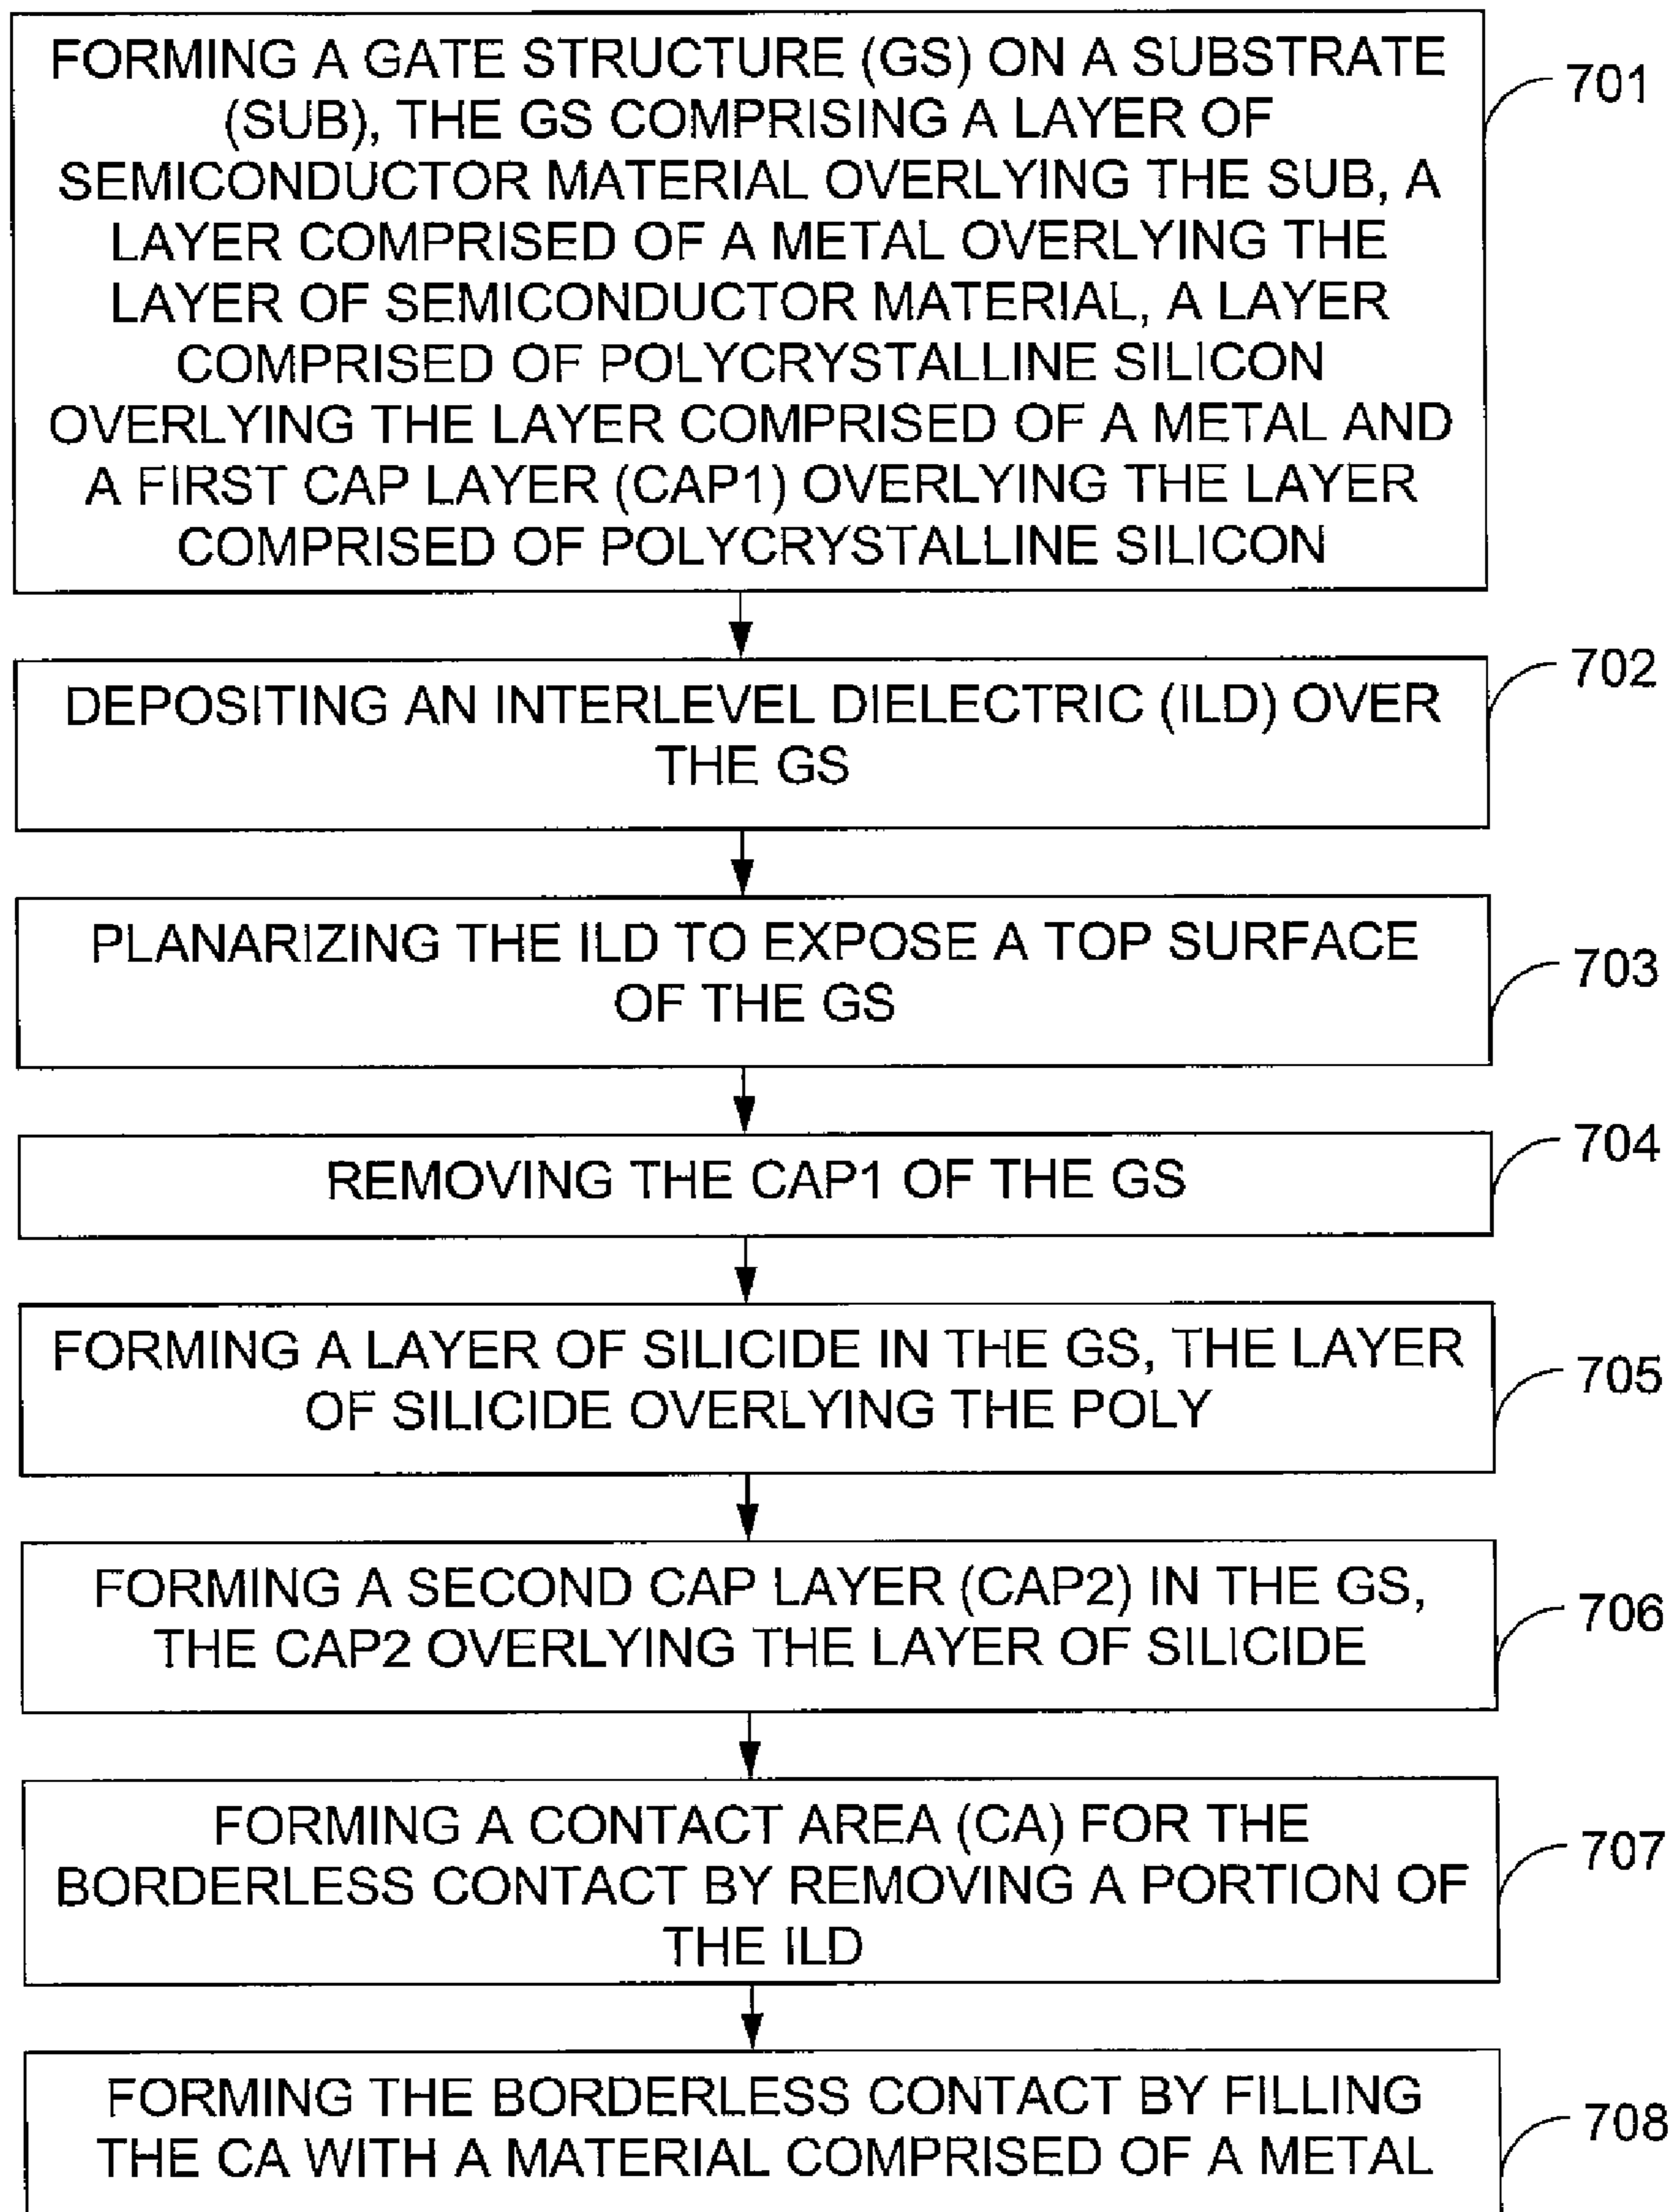 FORMING A GATE STRUCTURE (GS) ON A SUBSTRATE
(SUB), THE GS COMPRISING A LAYER OF
SEMICONDUCTOR MATERIAL OVERLYING THE SUB, A
LAYER COMPRISED OF A METAL OVERLYING THE
LAYER OF SEMICONDUCTOR MATERIAL, A LAYER
COMPRISED OF POLYCRYSTALLINE SILICON
OVERLYING THE LAYER COMPRISED OF A METAL AND
A FIRST CAP LAYER (CAP1) OVERLYING THE LAYER
COMPRISED OF POLYCRYSTALLINE SILICON
701
DEPOSITING AN INTERLEVEL DIELECTRIC (ILD) OVER
THE GS
702
PLANARIZING THE ILD TO EXPOSE A TOP SURFACE
OF THE GS
703
REMOVING THE CAP1 OF THE GS
704
FORMING A LAYER OF SILICIDE IN THE GS, THE LAYER
OF SILICIDE OVERLYING THE POLY
705
FORMING A SECOND CAP LAYER (CAP2) IN THE GS,
THE CAP2 OVERLYING THE LAYER OF SILICIDE
706
FORMING A CONTACT AREA (CA) FOR THE
BORDERLESS CONTACT BY REMOVING A PORTION OF
THE ILD
707
FORMING THE BORDERLESS CONTACT BY FILLING
THE CA WITH A MATERIAL COMPRISED OF A METAL
708